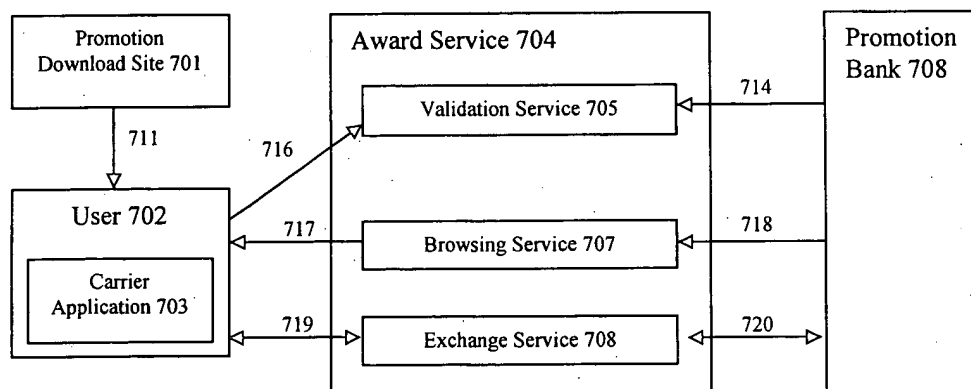 Promotion
Download Site 701
Award Service 704
Promotion
Bank 708
Validation Service 705
714
711
716
User 702
717
Browsing Service 707
718
Carrier
Application 703
719
Exchange Service 708
720